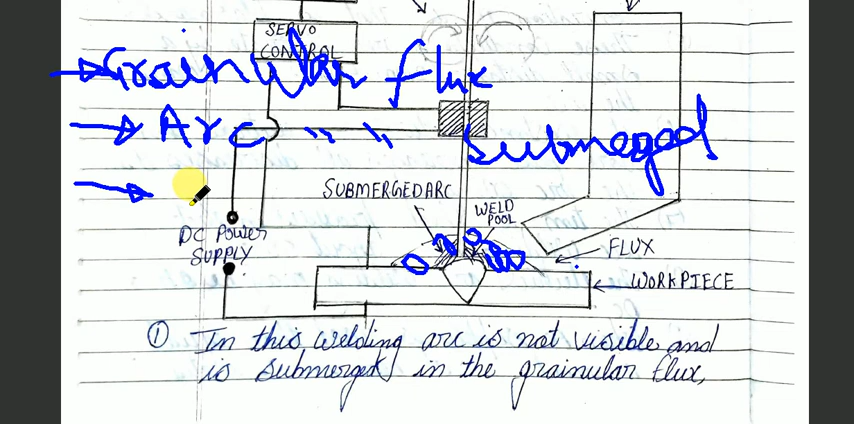 SERVO
CONTROL
→ Grainular flux
→ Arc " " Submerged
→
SUBMERGED ARC
WELD
POOL
DC POWER
SUPPLY
FLUX
WORKPIECE
① In this welding arc is not visible and
is submerged in the grainular flux,